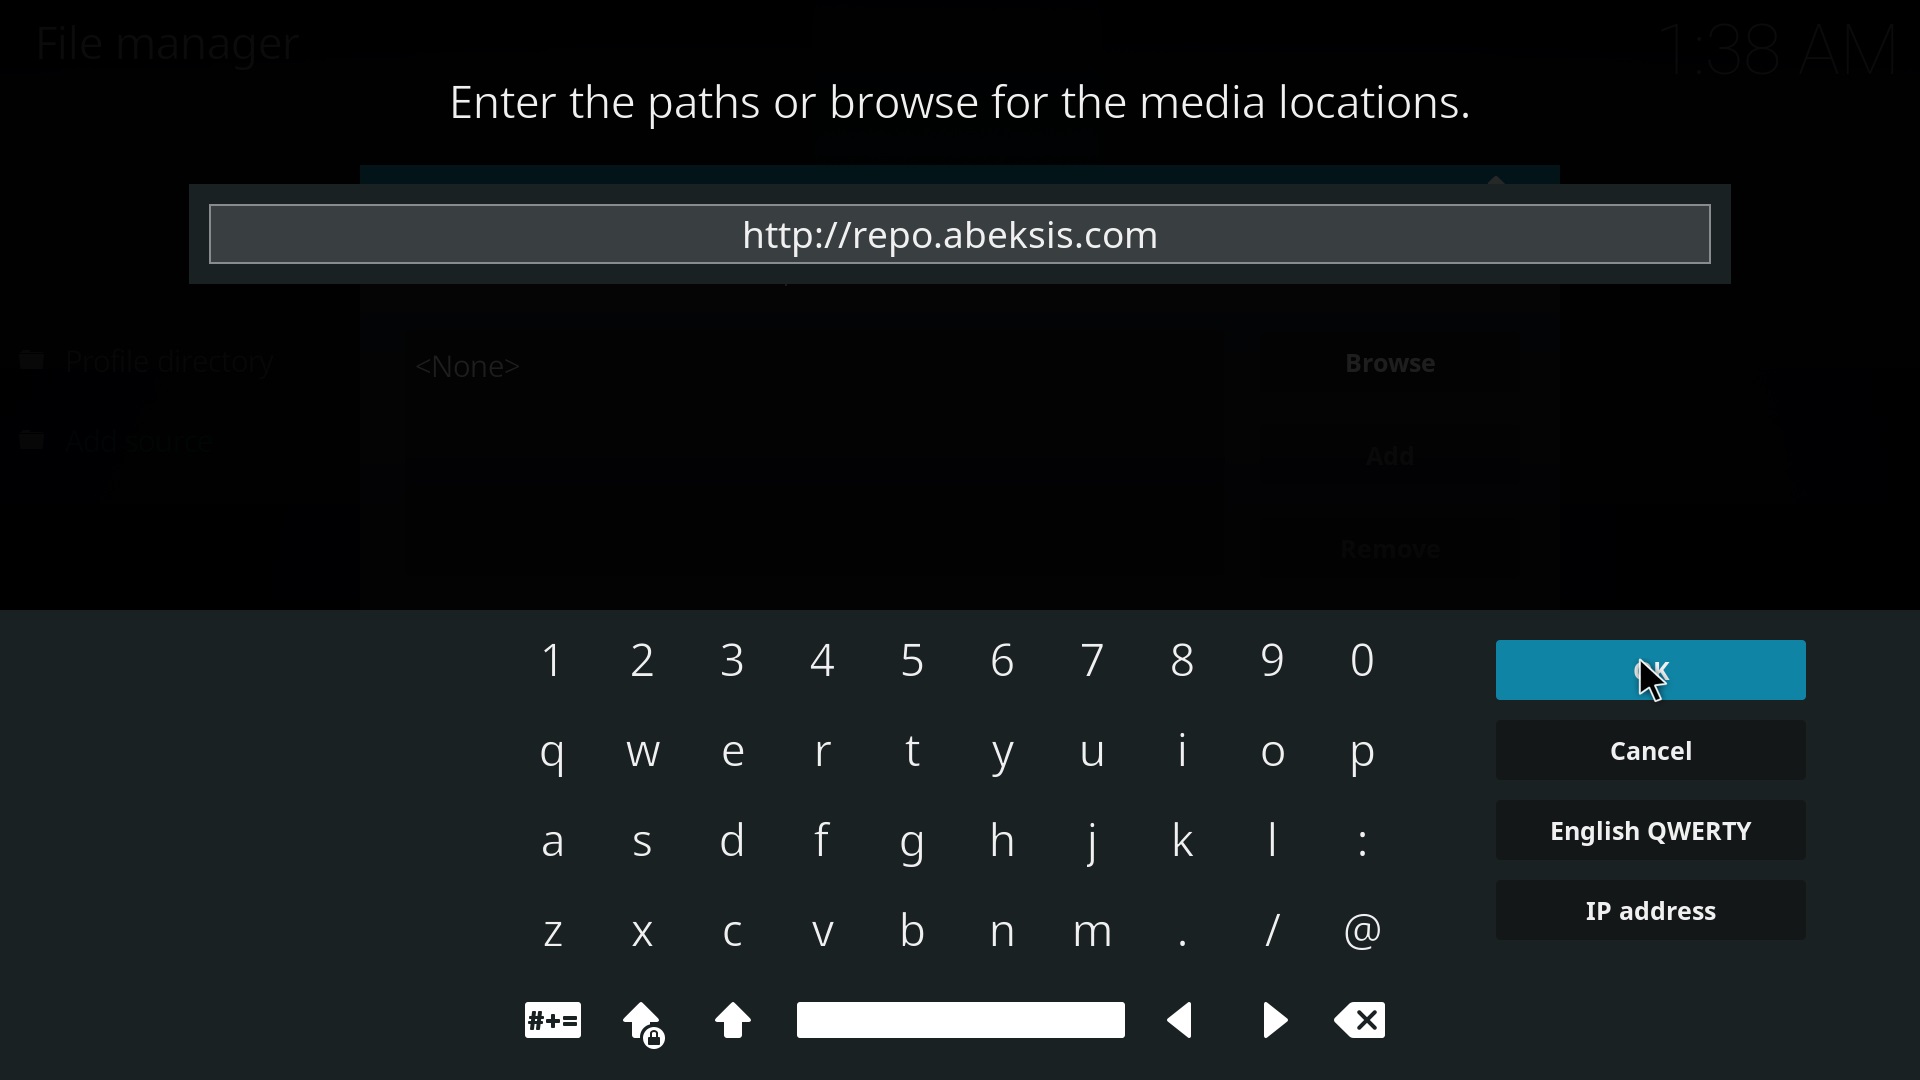 File manager
1:38 AM
Enter the paths or browse for the media locations.
http://repo.abeksis.com
<None>
Browse
Profile directory
Add source
Add
Remove
1 2 3 4 5 6 7 8 9 0
OK
q w e r t y u i o p
Cancel
a s d f g h j k l :
English QWERTY
z x c v b n m . / @
IP address
#+=